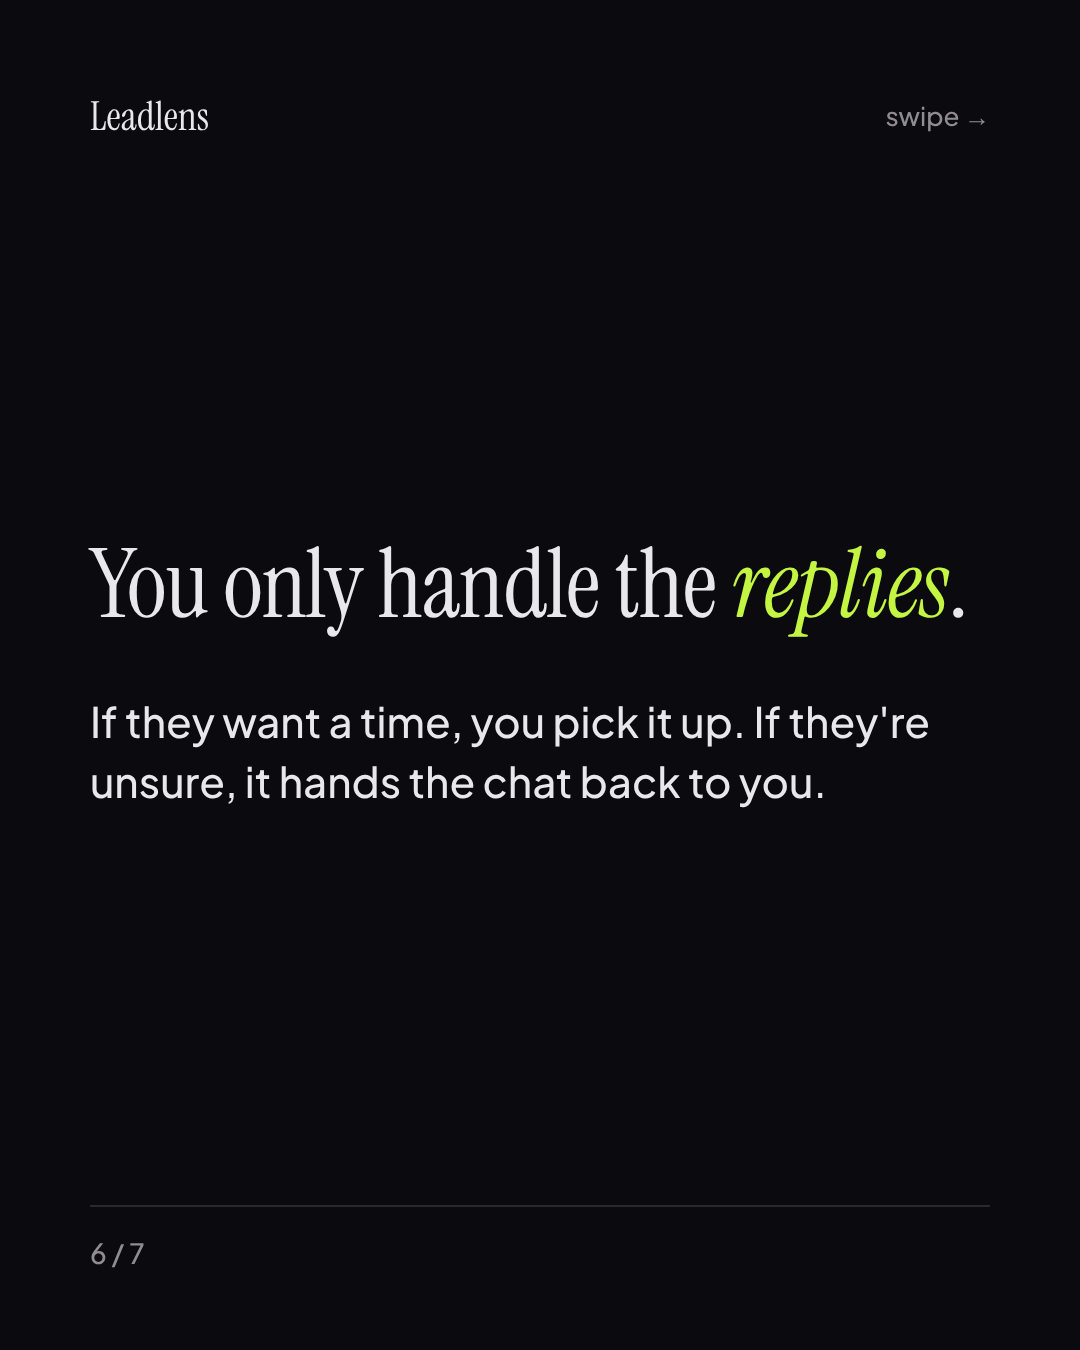 Leadlens
swipe →
You only handle the replies.
If they want a time, you pick it up. If they're
unsure, it hands the chat back to you.
6 / 7